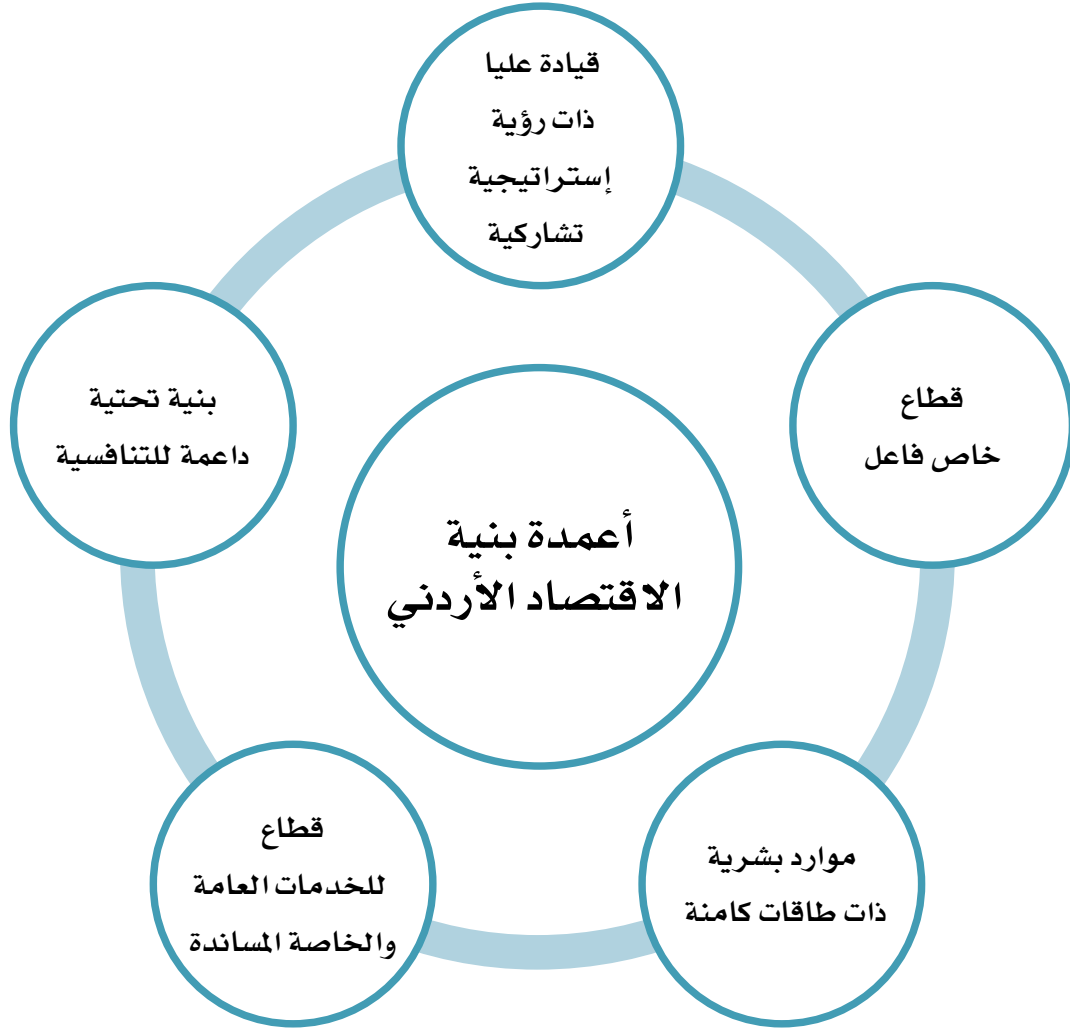 قيادة عليا
ذات رؤية
إستراتيجية
تشاركية
قطاع
خاص فاعل
موارد بشرية
ذات طاقات كامنة
قطاع
للخدمات العامة
والخاصة المساندة
بنية تحتية
داعمة للتنافسية
أعمدة بنية
الاقتصاد الأردني